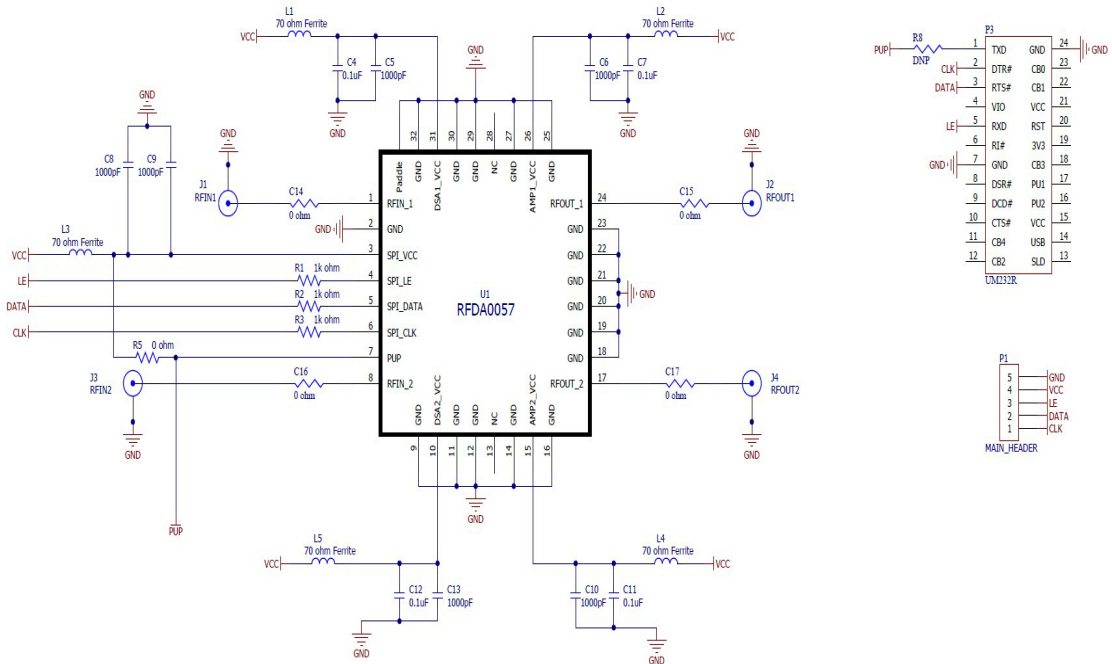 L1
70 ohm Ferrite
VCC
C4
0.1uF
C5
1000pF
GND
L2
70 ohm Ferrite
VCC
C6
1000pF
C7
0.1uF
GND
GND
GND
C8
1000pF
C9
1000pF
L3
70 ohm Ferrite
VCC
LE
DATA
CLK
R1 1k ohm
R2 1k ohm
R3 1k ohm
R5 0 ohm
PUP
GND
J1
RFIN1
C14
0 ohm
GND
J3
RFIN2
GND
C16
0 ohm
Paddle
32 GND
31 DSA1_VCC
30 GND
29 GND
28 NC
27 GND
26 AMP1_VCC
25 GND
1 RFIN_1
2 GND
3 SPI_VCC
4 SPI_LE
5 SPI_DATA
6 SPI_CLK
7 PUP
8 RFIN_2
U1
RFDA0057
RFOUT_1 24
GND 23
GND 22
GND 21
GND 20
GND 19
GND 18
RFOUT_2 17
GND 9
DSA2_VCC 10
GND 11
GND 12
NC 13
GND 14
AMP2_VCC 15
GND 16
GND
GND
C15
0 ohm
GND
J2
RFOUT1
C17
0 ohm
J4
RFOUT2
GND
L5
70 ohm Ferrite
VCC
C12
0.1uF
C13
1000pF
GND
L4
70 ohm Ferrite
VCC
C10
1000pF
C11
0.1uF
GND
P3
PUP
R8
DNP
CLK
DATA
LE
GND
GND
1 TXD GND 24
2 DTR# CB0 23
3 RTS# CB1 22
4 VIO VCC 21
5 RXD RST 20
6 RI# 3V3 19
7 GND CB3 18
8 DSR# PU1 17
9 DCD# PU2 16
10 CTS# VCC 15
11 CB4 USB 14
12 CB2 SLD 13
UM232R
P1
5 GND
4 VCC
3 LE
2 DATA
1 CLK
MAIN_HEADER